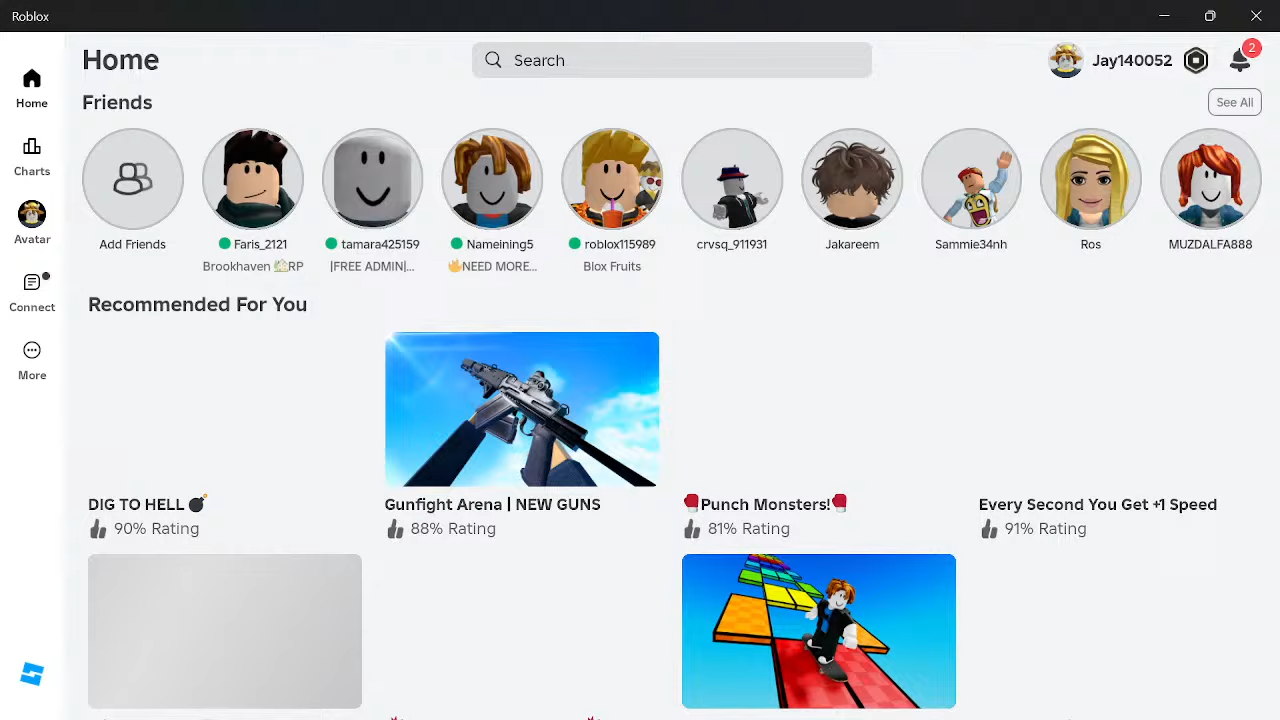 Roblox
Home
Search
Jay140052
2
Friends
See All
Home
Charts
Avatar
Connect
More
Add Friends
Faris_2121
Brookhaven 🏡RP
tamara425159
|FREE ADMIN|...
Nameining5
🔥NEED MORE...
roblox115989
Blox Fruits
crvsq_911931
Jakareem
Sammie34nh
Ros
MUZDALFA888
Recommended For You
DIG TO HELL 💣
90% Rating
Gunfight Arena | NEW GUNS
88% Rating
🥊Punch Monsters!🥊
81% Rating
Every Second You Get +1 Speed
91% Rating